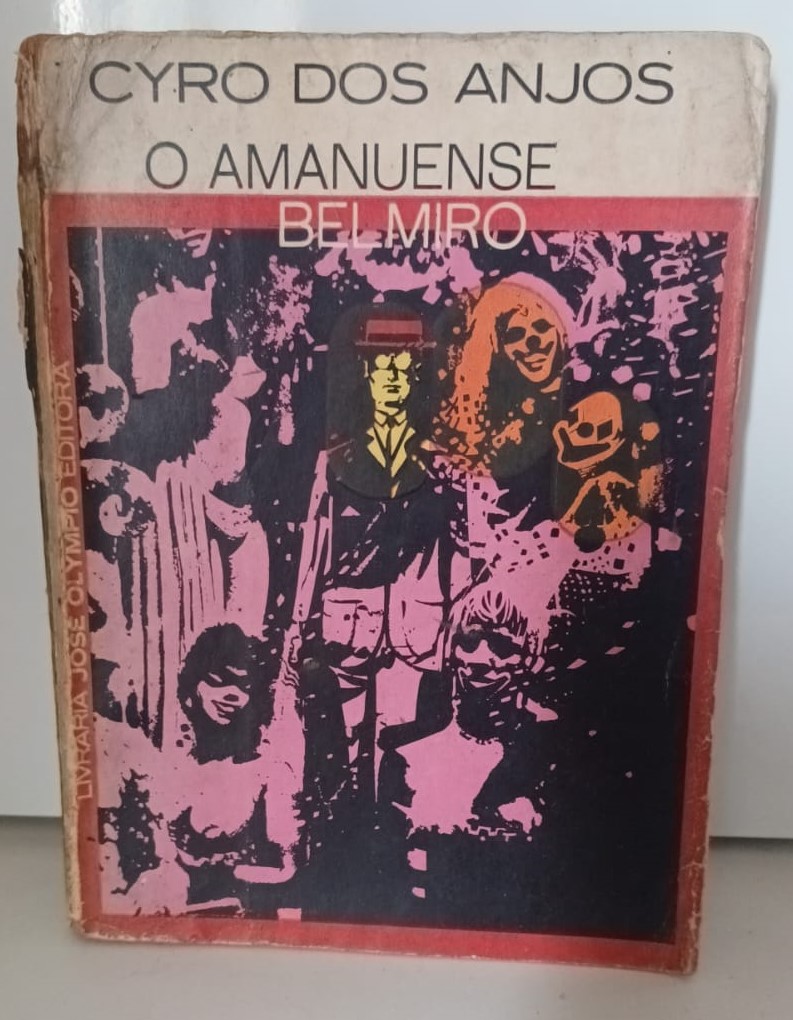 CYRO DOS ANJOS
O AMANUENSE
BELMIRO
LIVRARIA JOSÉ OLYMPIO EDITORA